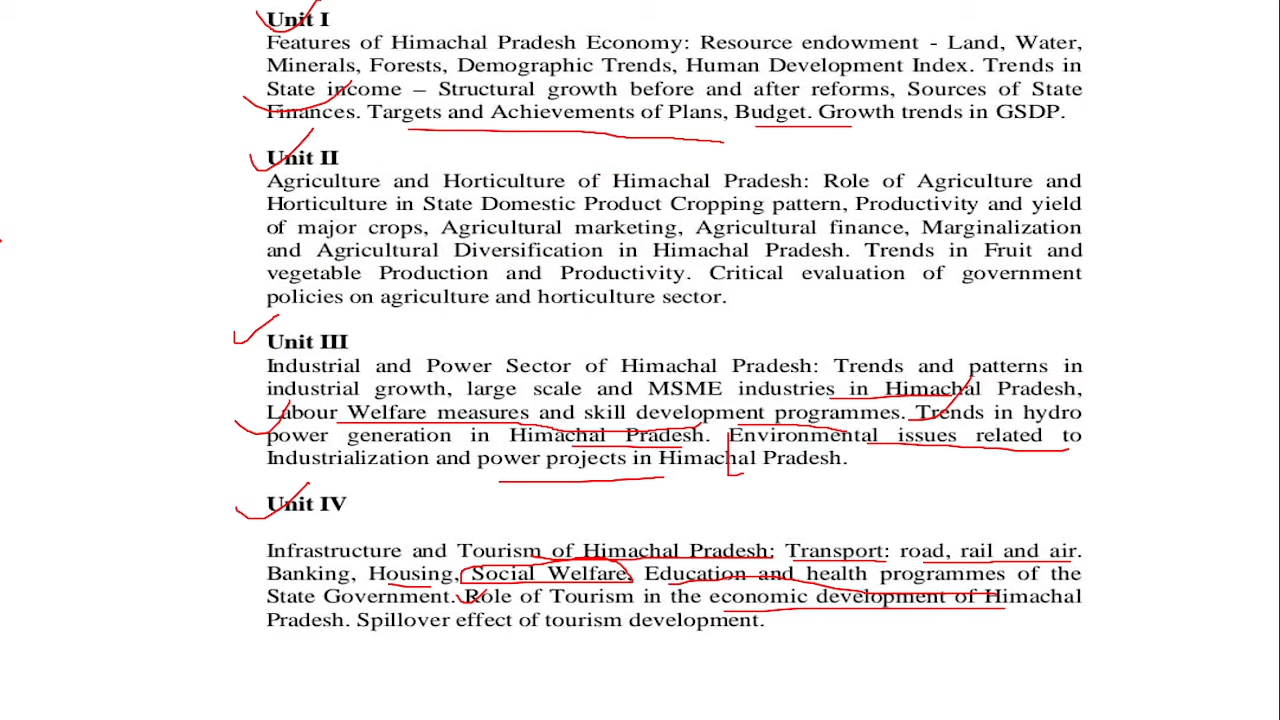 Unit I
Features of Himachal Pradesh Economy: Resource endowment - Land, Water,
Minerals, Forests, Demographic Trends, Human Development Index. Trends in
State income – Structural growth before and after reforms, Sources of State
Finances. Targets and Achievements of Plans, Budget. Growth trends in GSDP.
Unit II
Agriculture and Horticulture of Himachal Pradesh: Role of Agriculture and
Horticulture in State Domestic Product Cropping pattern, Productivity and yield
of major crops, Agricultural marketing, Agricultural finance, Marginalization
and Agricultural Diversification in Himachal Pradesh. Trends in Fruit and
vegetable Production and Productivity. Critical evaluation of government
policies on agriculture and horticulture sector.
Unit III
Industrial and Power Sector of Himachal Pradesh: Trends and patterns in
industrial growth, large scale and MSME industries in Himachal Pradesh,
Labour Welfare measures and skill development programmes. Trends in hydro
power generation in Himachal Pradesh. Environmental issues related to
Industrialization and power projects in Himachal Pradesh.
Unit IV
Infrastructure and Tourism of Himachal Pradesh: Transport: road, rail and air.
Banking, Housing, Social Welfare, Education and health programmes of the
State Government. Role of Tourism in the economic development of Himachal
Pradesh. Spillover effect of tourism development.